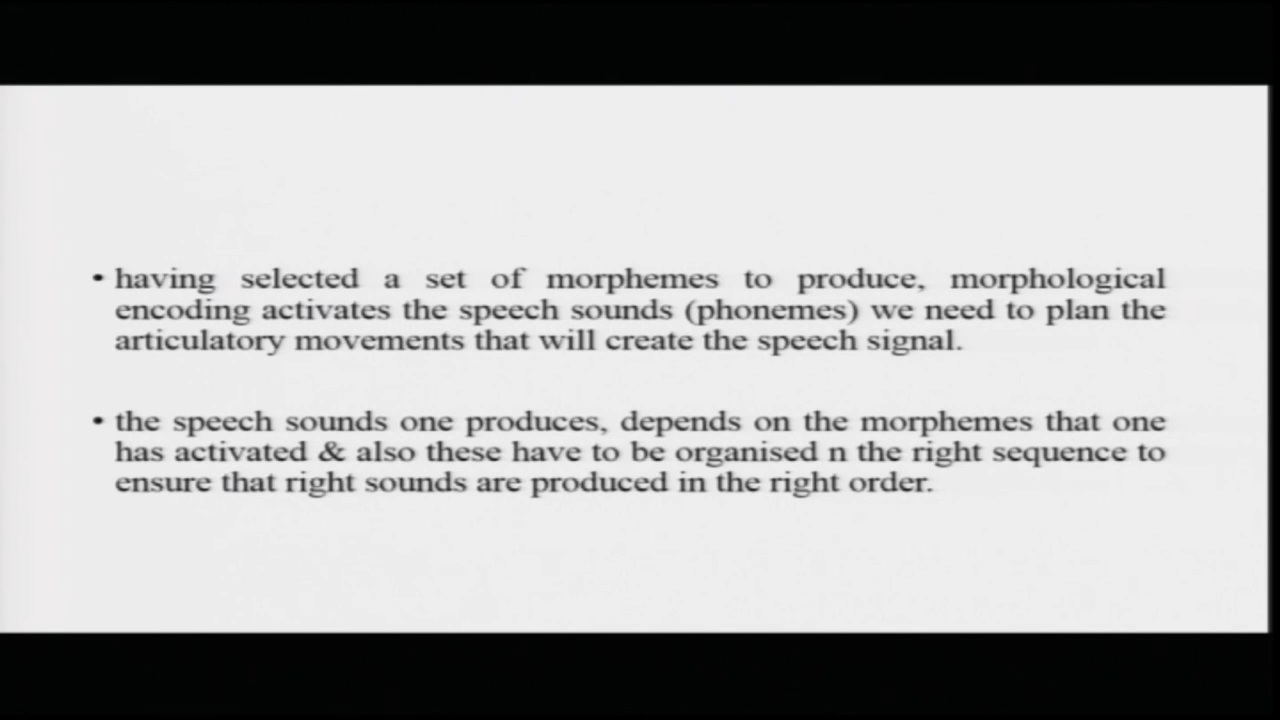 • having selected a set of morphemes to produce, morphological
encoding activates the speech sounds (phonemes) we need to plan the
articulatory movements that will create the speech signal.
• the speech sounds one produces, depends on the morphemes that one
has activated & also these have to be organised n the right sequence to
ensure that right sounds are produced in the right order.